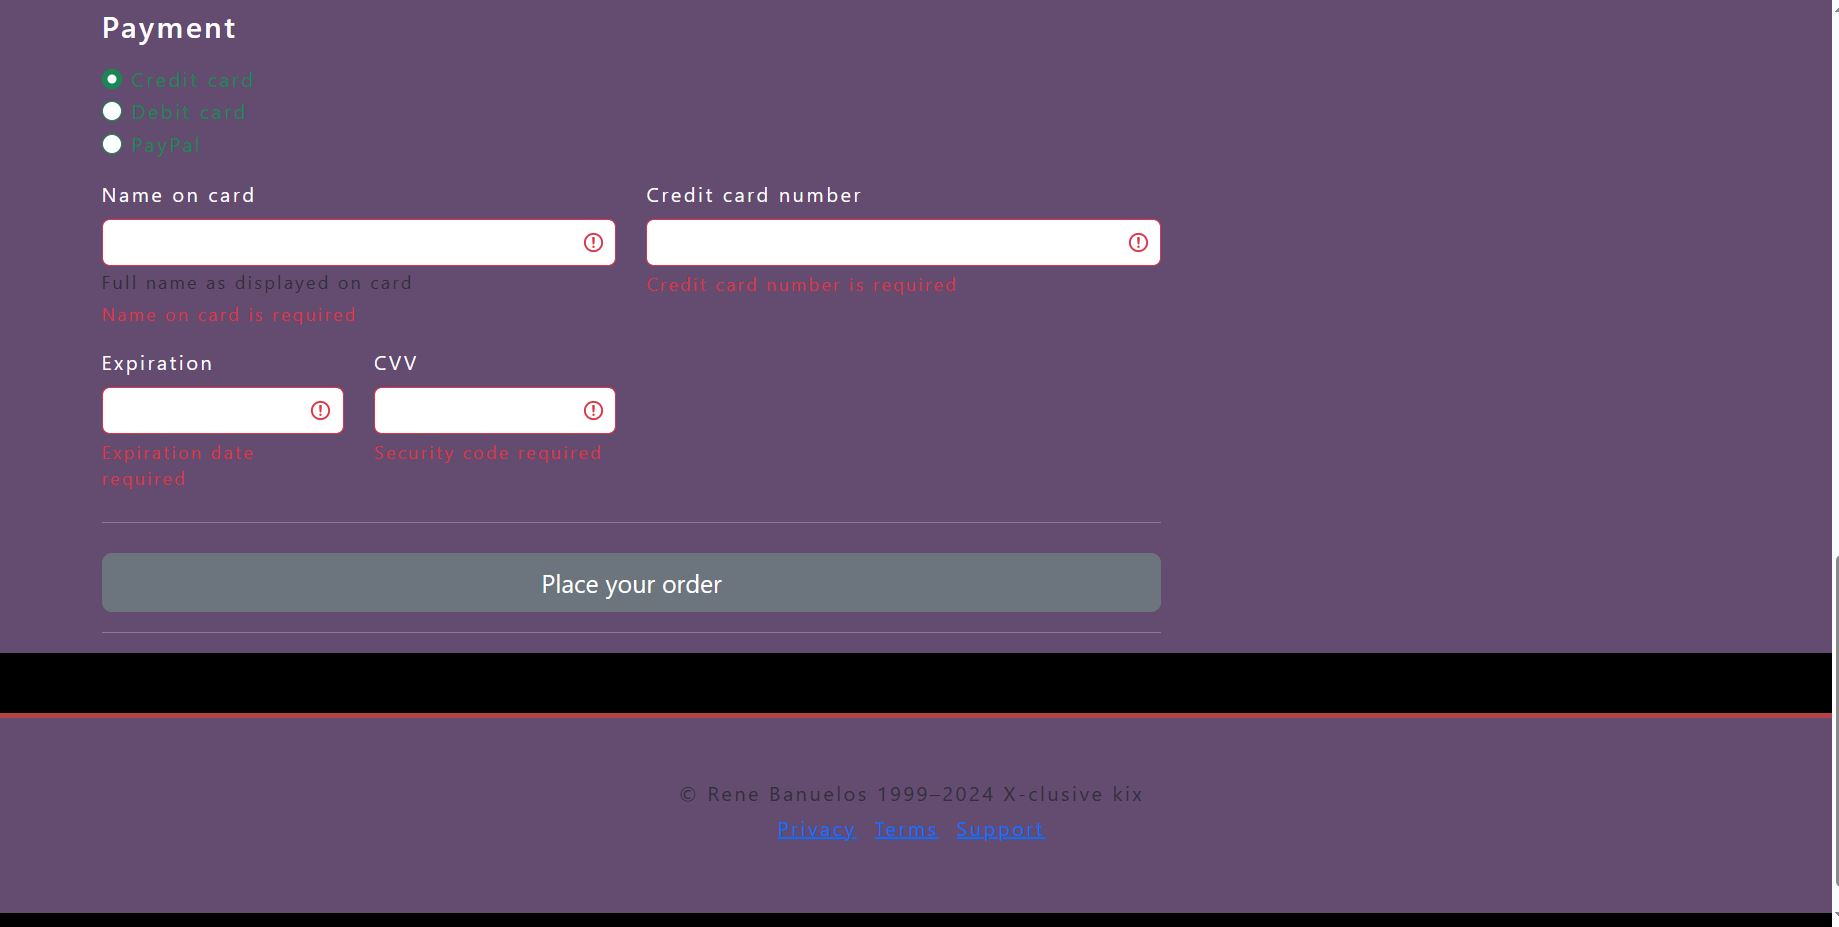 Payment
Credit card
Debit card
PayPal
Name on card
Credit card number
Full name as displayed on card
Credit card number is required
Name on card is required
Expiration
CVV
Expiration date
required
Security code required
Place your order
© Rene Banuelos 1999–2024 X-clusive kix
Privacy Terms Support